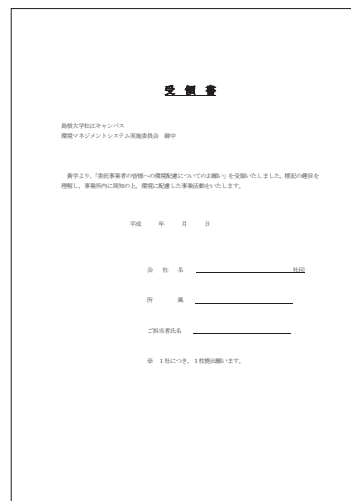 受 領 書
島根大学松江キャンパス
環境マネジメントシステム実施委員会 御中
貴学より、「委託事業者の皆様への環境配慮についてのお願い」を受領いたしました。標記の趣旨を
理解し、事業所内に周知の上、環境に配慮した事業活動をいたします。
平成 年 月 日
会 社 名 社印
所 属
ご担当者氏名
※ 1社につき、1枚提出願います。